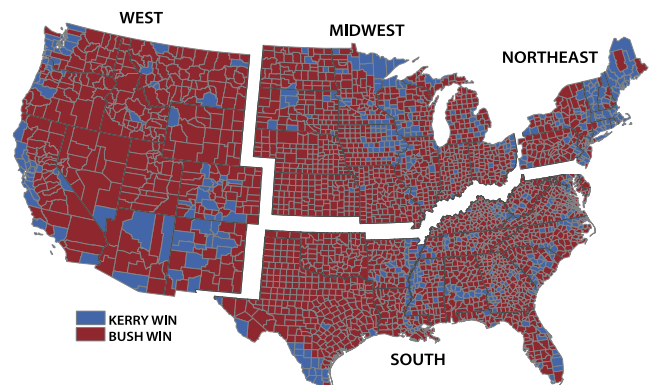 WEST
MIDWEST
NORTHEAST
KERRY WIN
BUSH WIN
SOUTH